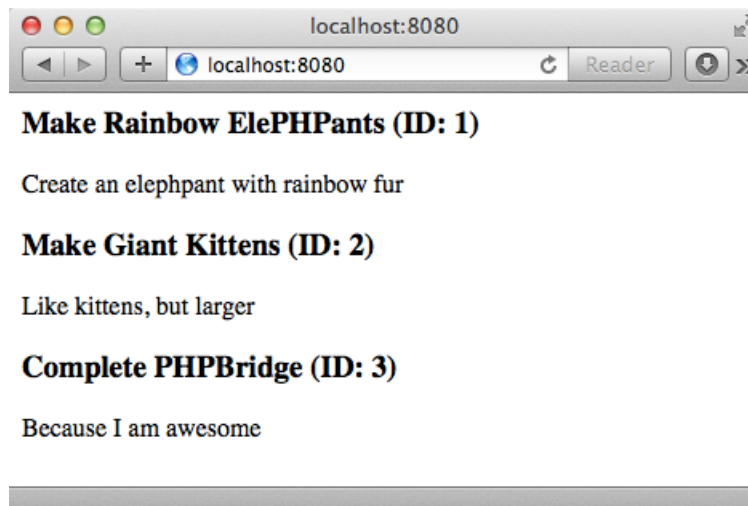 localhost:8080
localhost:8080 Reader
Make Rainbow ElePHPants (ID: 1)
Create an elephpant with rainbow fur
Make Giant Kittens (ID: 2)
Like kittens, but larger
Complete PHPBridge (ID: 3)
Because I am awesome